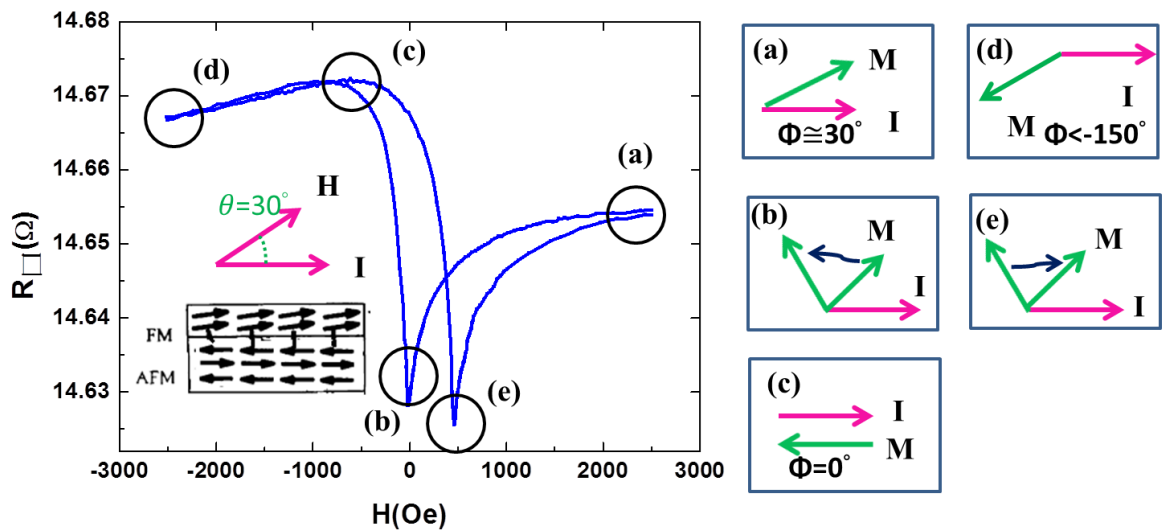 14.68
14.67
14.66
14.65
14.64
14.63
R□(Ω)
-3000
-2000
-1000
0
1000
2000
3000
H(Oe)
(d)
(c)
(a)
(b)
(e)
θ=30°
H
I
FM
AFM
(a)
M
I
Φ≅30°
(d)
I
M
Φ<-150°
(b)
M
I
(e)
M
I
(c)
I
M
Φ=0°